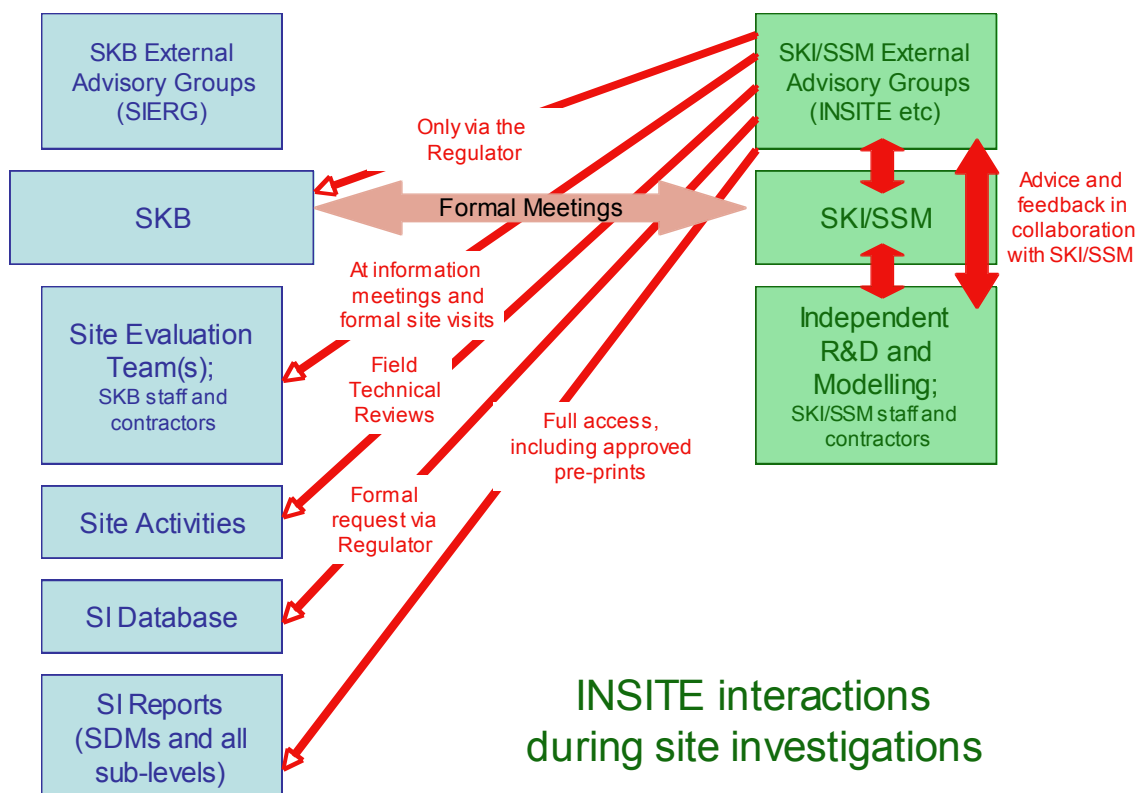 SKB External
Advisory Groups
(SIERG)
SKI/SSM External
Advisory Groups
(INSITE etc)
Only via the
Regulator
SKB
Formal Meetings
SKI/SSM
Advice and
feedback in
collaboration
with SKI/SSM
At information
meetings and
formal site visits
Site Evaluation
Team(s);
SKB staff and
contractors
Field
Technical
Reviews
Independent
R&D and
Modelling;
SKI/SSM staff and
contractors
Full access,
including approved
pre-prints
Site Activities
Formal
request via
Regulator
SI Database
SI Reports
(SDMs and all
sub-levels)
INSITE interactions
during site investigations